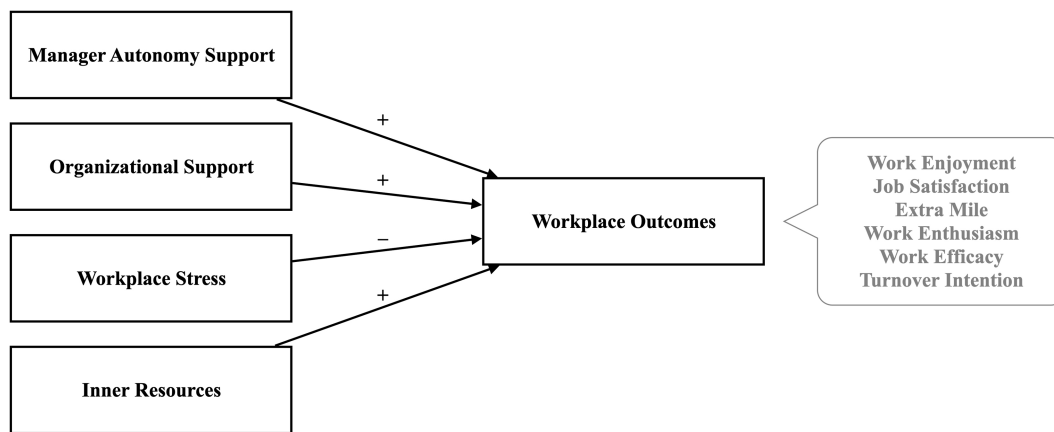 Manager Autonomy Support
+
Organizational Support
+
Workplace Stress
–
Inner Resources
+
Workplace Outcomes
Work Enjoyment
Job Satisfaction
Extra Mile
Work Enthusiasm
Work Efficacy
Turnover Intention